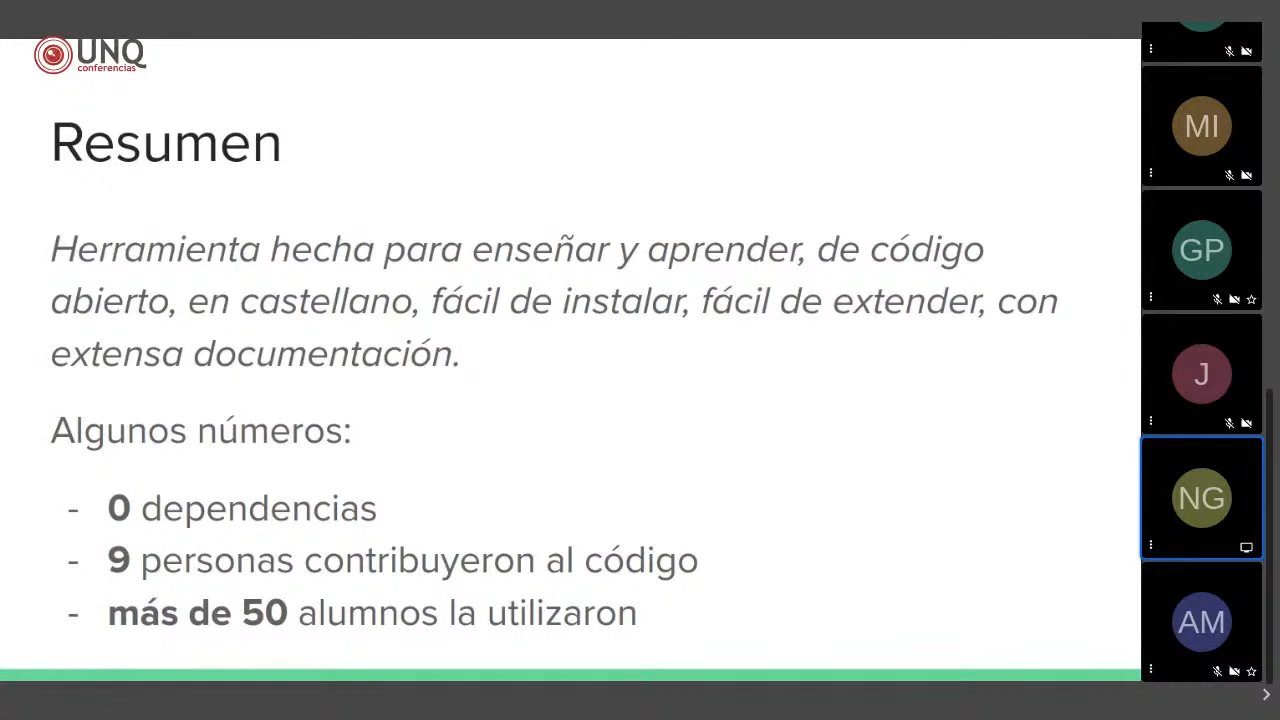 UNQ
conferencias
Resumen
Herramienta hecha para enseñar y aprender, de código
abierto, en castellano, fácil de instalar, fácil de extender, con
extensa documentación.
Algunos números:
- 0 dependencias
- 9 personas contribuyeron al código
- más de 50 alumnos la utilizaron
MI
GP
J
NG
AM